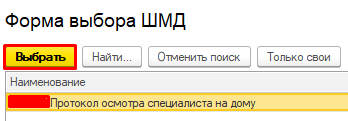 Форма выбора ШМД
Выбрать Найти... Отменить поиск Только свои
Наименование
Протокол осмотра специалиста на дому